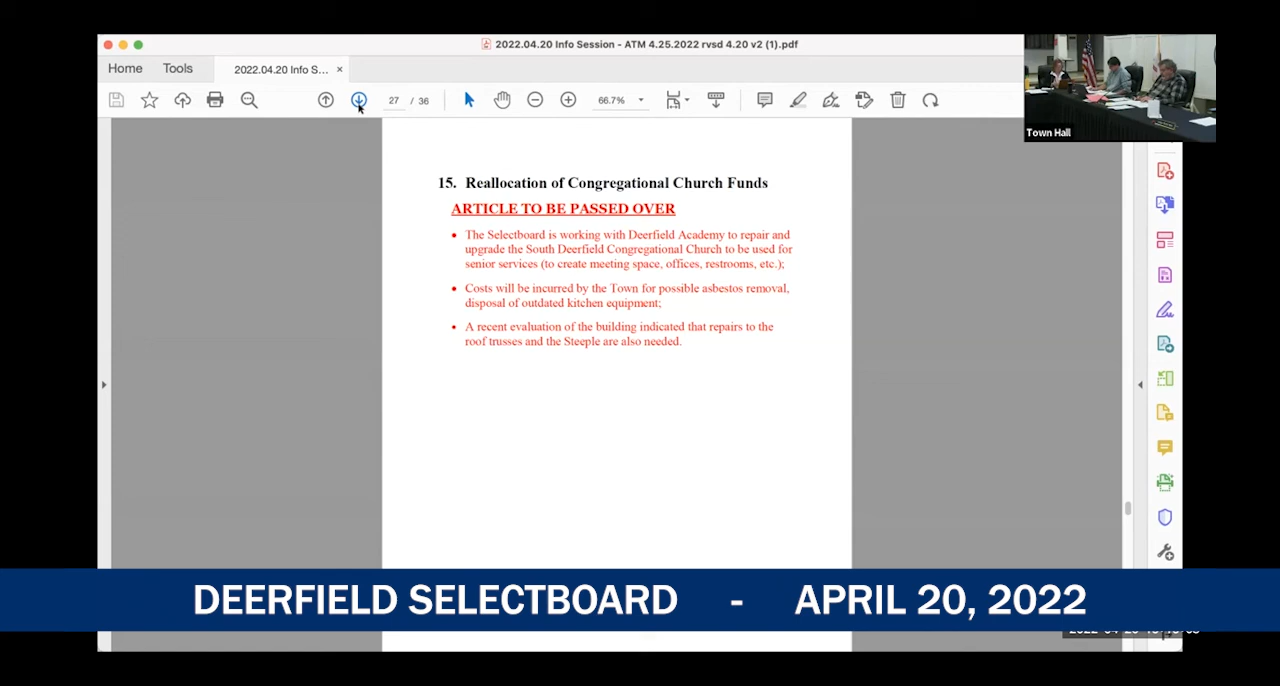 2022.04.20 Info Session - ATM 4.25.2022 rvsd 4.20 v2 (1).pdf
Home Tools 2022.04.20 Info S... ×
27 / 36 66.7%
Town Hall
15. Reallocation of Congregational Church Funds
ARTICLE TO BE PASSED OVER
• The Selectboard is working with Deerfield Academy to repair and
upgrade the South Deerfield Congregational Church to be used for
senior services (to create meeting space, offices, restrooms, etc.);
• Costs will be incurred by the Town for possible asbestos removal,
disposal of outdated kitchen equipment;
• A recent evaluation of the building indicated that repairs to the
roof trusses and the Steeple are also needed.
DEERFIELD SELECTBOARD - APRIL 20, 2022